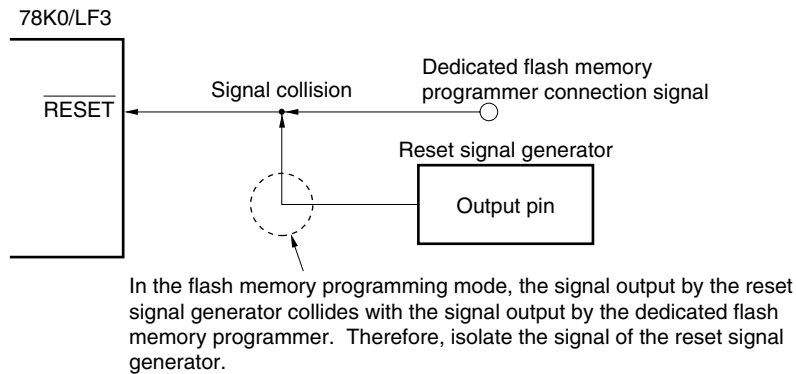 78K0/LF3
Dedicated flash memory
programmer connection signal
Signal collision
RESET
Reset signal generator
Output pin
In the flash memory programming mode, the signal output by the reset
signal generator collides with the signal output by the dedicated flash
memory programmer.  Therefore, isolate the signal of the reset signal
generator.